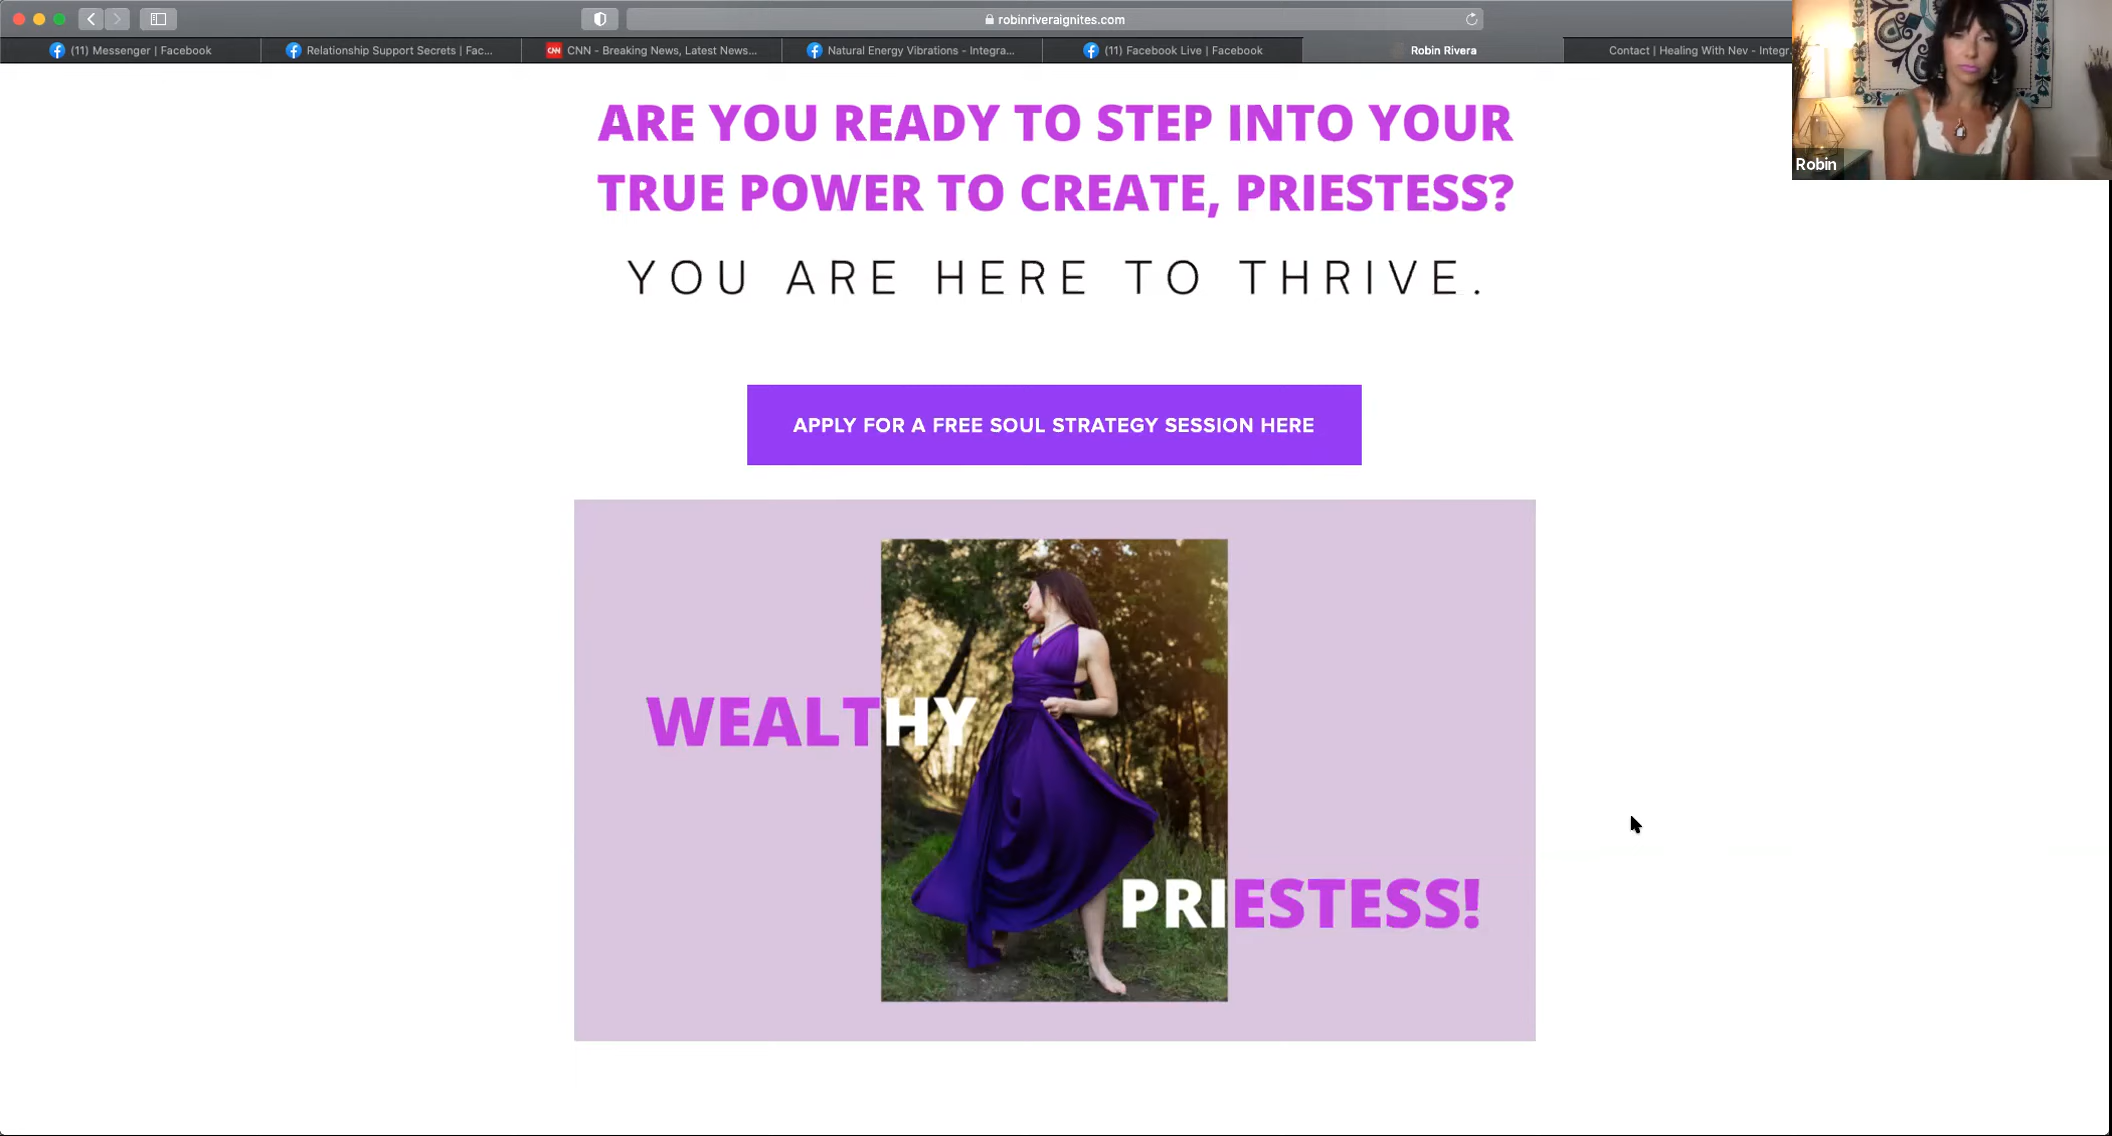 robinriveraignites.com
(11) Messenger | Facebook
Relationship Support Secrets | Fac...
CNN - Breaking News, Latest News...
Natural Energy Vibrations - Integra...
(11) Facebook Live | Facebook
Robin Rivera
Contact | Healing With Nev - Integr
CNN
Robin
ARE YOU READY TO STEP INTO YOUR
TRUE POWER TO CREATE, PRIESTESS?
YOU ARE HERE TO THRIVE.
APPLY FOR A FREE SOUL STRATEGY SESSION HERE
WEALTHY
PRIESTESS!